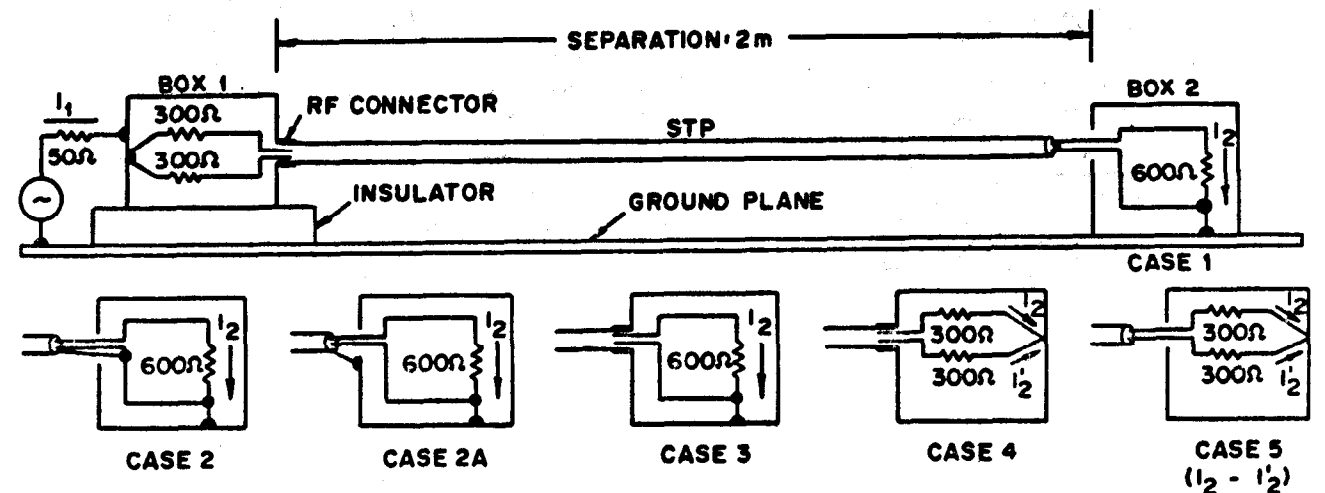 SEPARATION: 2m
BOX 1
BOX 2
I1
300Ω
RF CONNECTOR
STP
50Ω
300Ω
I2
600Ω
INSULATOR
GROUND PLANE
CASE 1
I2
600Ω
CASE 2
I2
600Ω
CASE 2A
I2
600Ω
CASE 3
I2
300Ω
300Ω
I'2
CASE 4
I2
300Ω
300Ω
I'2
CASE 5
(I2 - I'2)